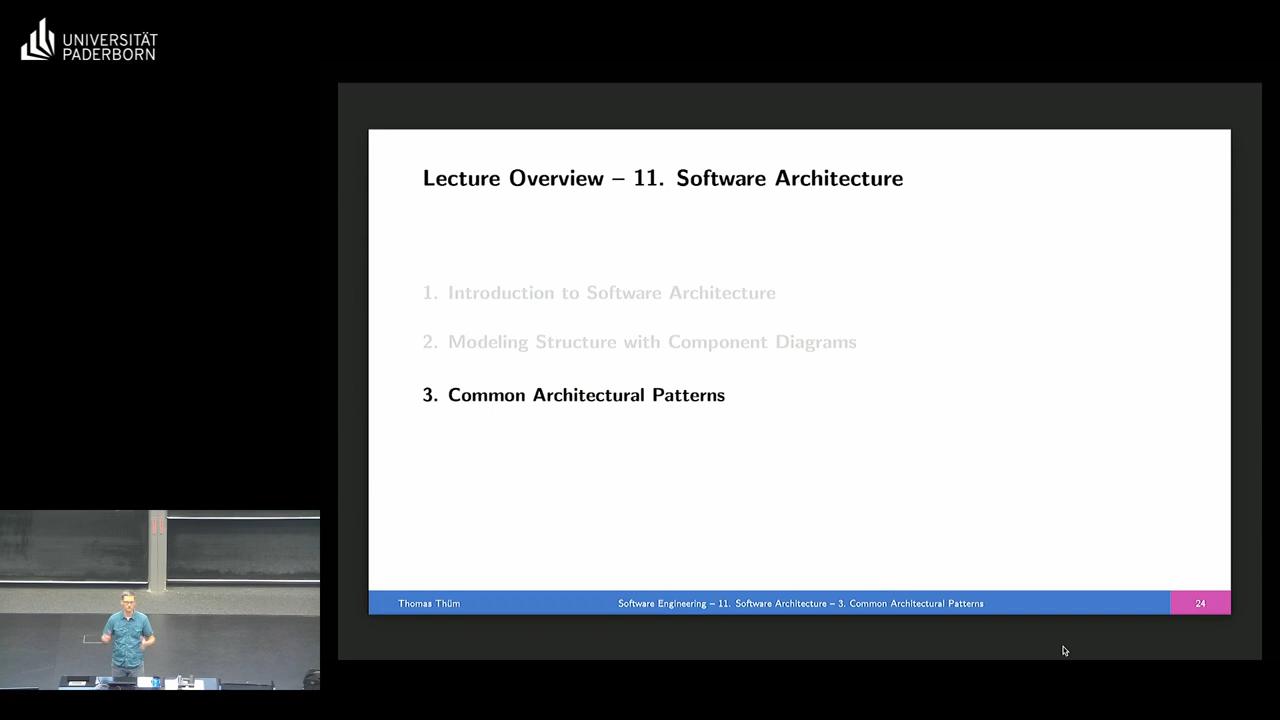 UNIVERSITÄT
PADERBORN
Lecture Overview – 11. Software Architecture
1. Introduction to Software Architecture
2. Modeling Structure with Component Diagrams
3. Common Architectural Patterns
Thomas Thüm
Software Engineering – 11. Software Architecture – 3. Common Architectural Patterns
24